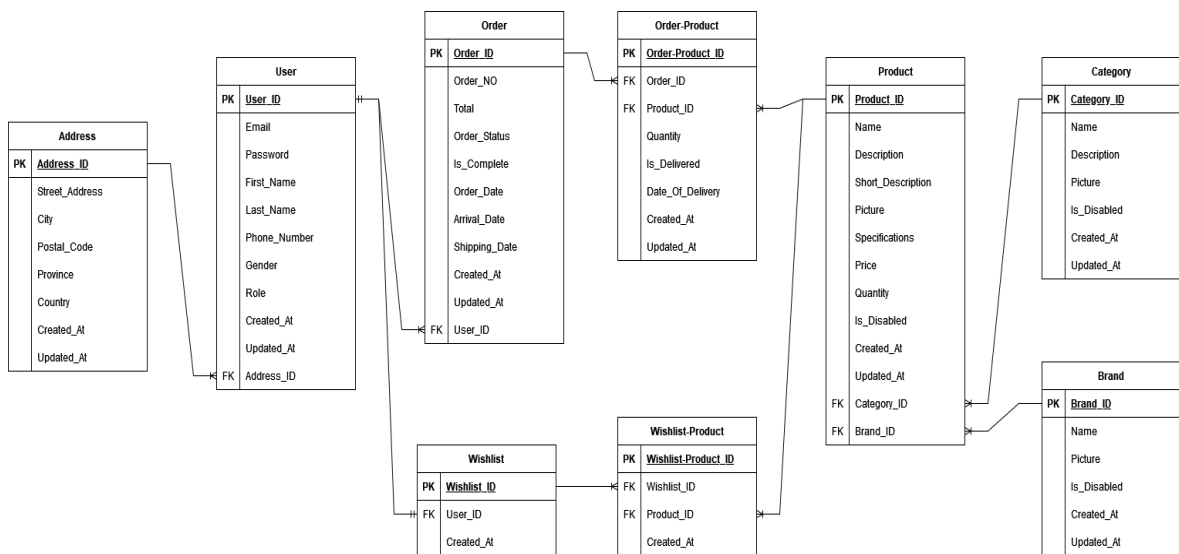 Address
PK Address_ID
Street_Address
City
Postal_Code
Province
Country
Created_At
Updated_At
User
PK User_ID
Email
Password
First_Name
Last_Name
Phone_Number
Gender
Role
Created_At
Updated_At
FK Address_ID
Order
PK Order_ID
Order_NO
Total
Order_Status
Is_Complete
Order_Date
Arrival_Date
Shipping_Date
Created_At
Updated_At
FK User_ID
Wishlist
PK Wishlist_ID
FK User_ID
Created_At
Order-Product
PK Order-Product_ID
FK Order_ID
FK Product_ID
Quantity
Is_Delivered
Date_Of_Delivery
Created_At
Updated_At
Wishlist-Product
PK Wishlist-Product_ID
FK Wishlist_ID
FK Product_ID
Created_At
Product
PK Product_ID
Name
Description
Short_Description
Picture
Specifications
Price
Quantity
Is_Disabled
Created_At
Updated_At
FK Category_ID
FK Brand_ID
Category
PK Category_ID
Name
Description
Picture
Is_Disabled
Created_At
Updated_At
Brand
PK Brand_ID
Name
Picture
Is_Disabled
Created_At
Updated_At